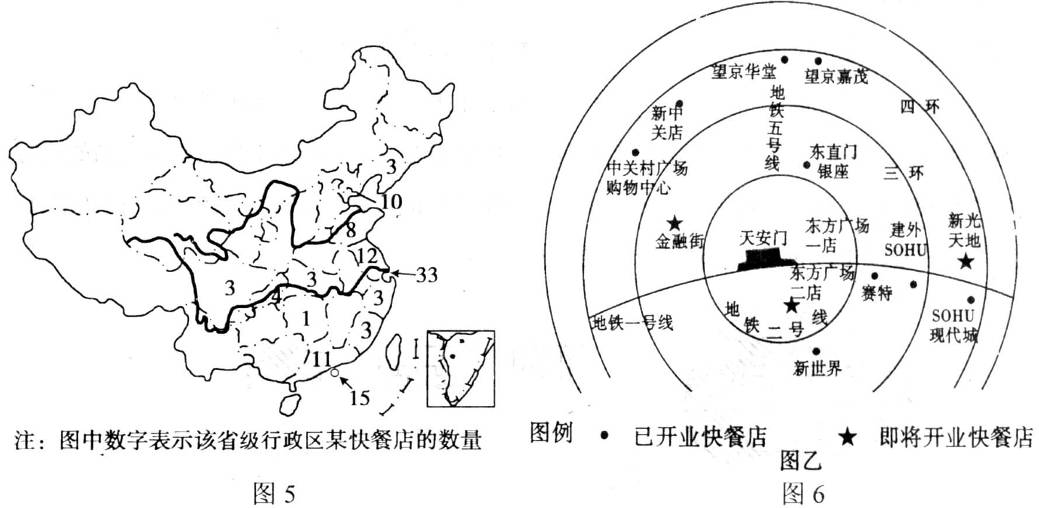 3
10
8
12
33
3
3
4
3
1
3
11
15
注：图中数字表示该省级行政区某快餐店的数量
图 5
望京华堂
望京嘉茂
地铁五号线
四 环
新中
关店
中关村广场
购物中心
东直门
银座
三 环
金融街
天安门
东方广场
一店
建外
SOHU
新光
天地
东方广场
二店
赛特
地铁一号线
地铁二号线
SOHU
现代城
新世界
图例
已开业快餐店
即将开业快餐店
图乙
图 6